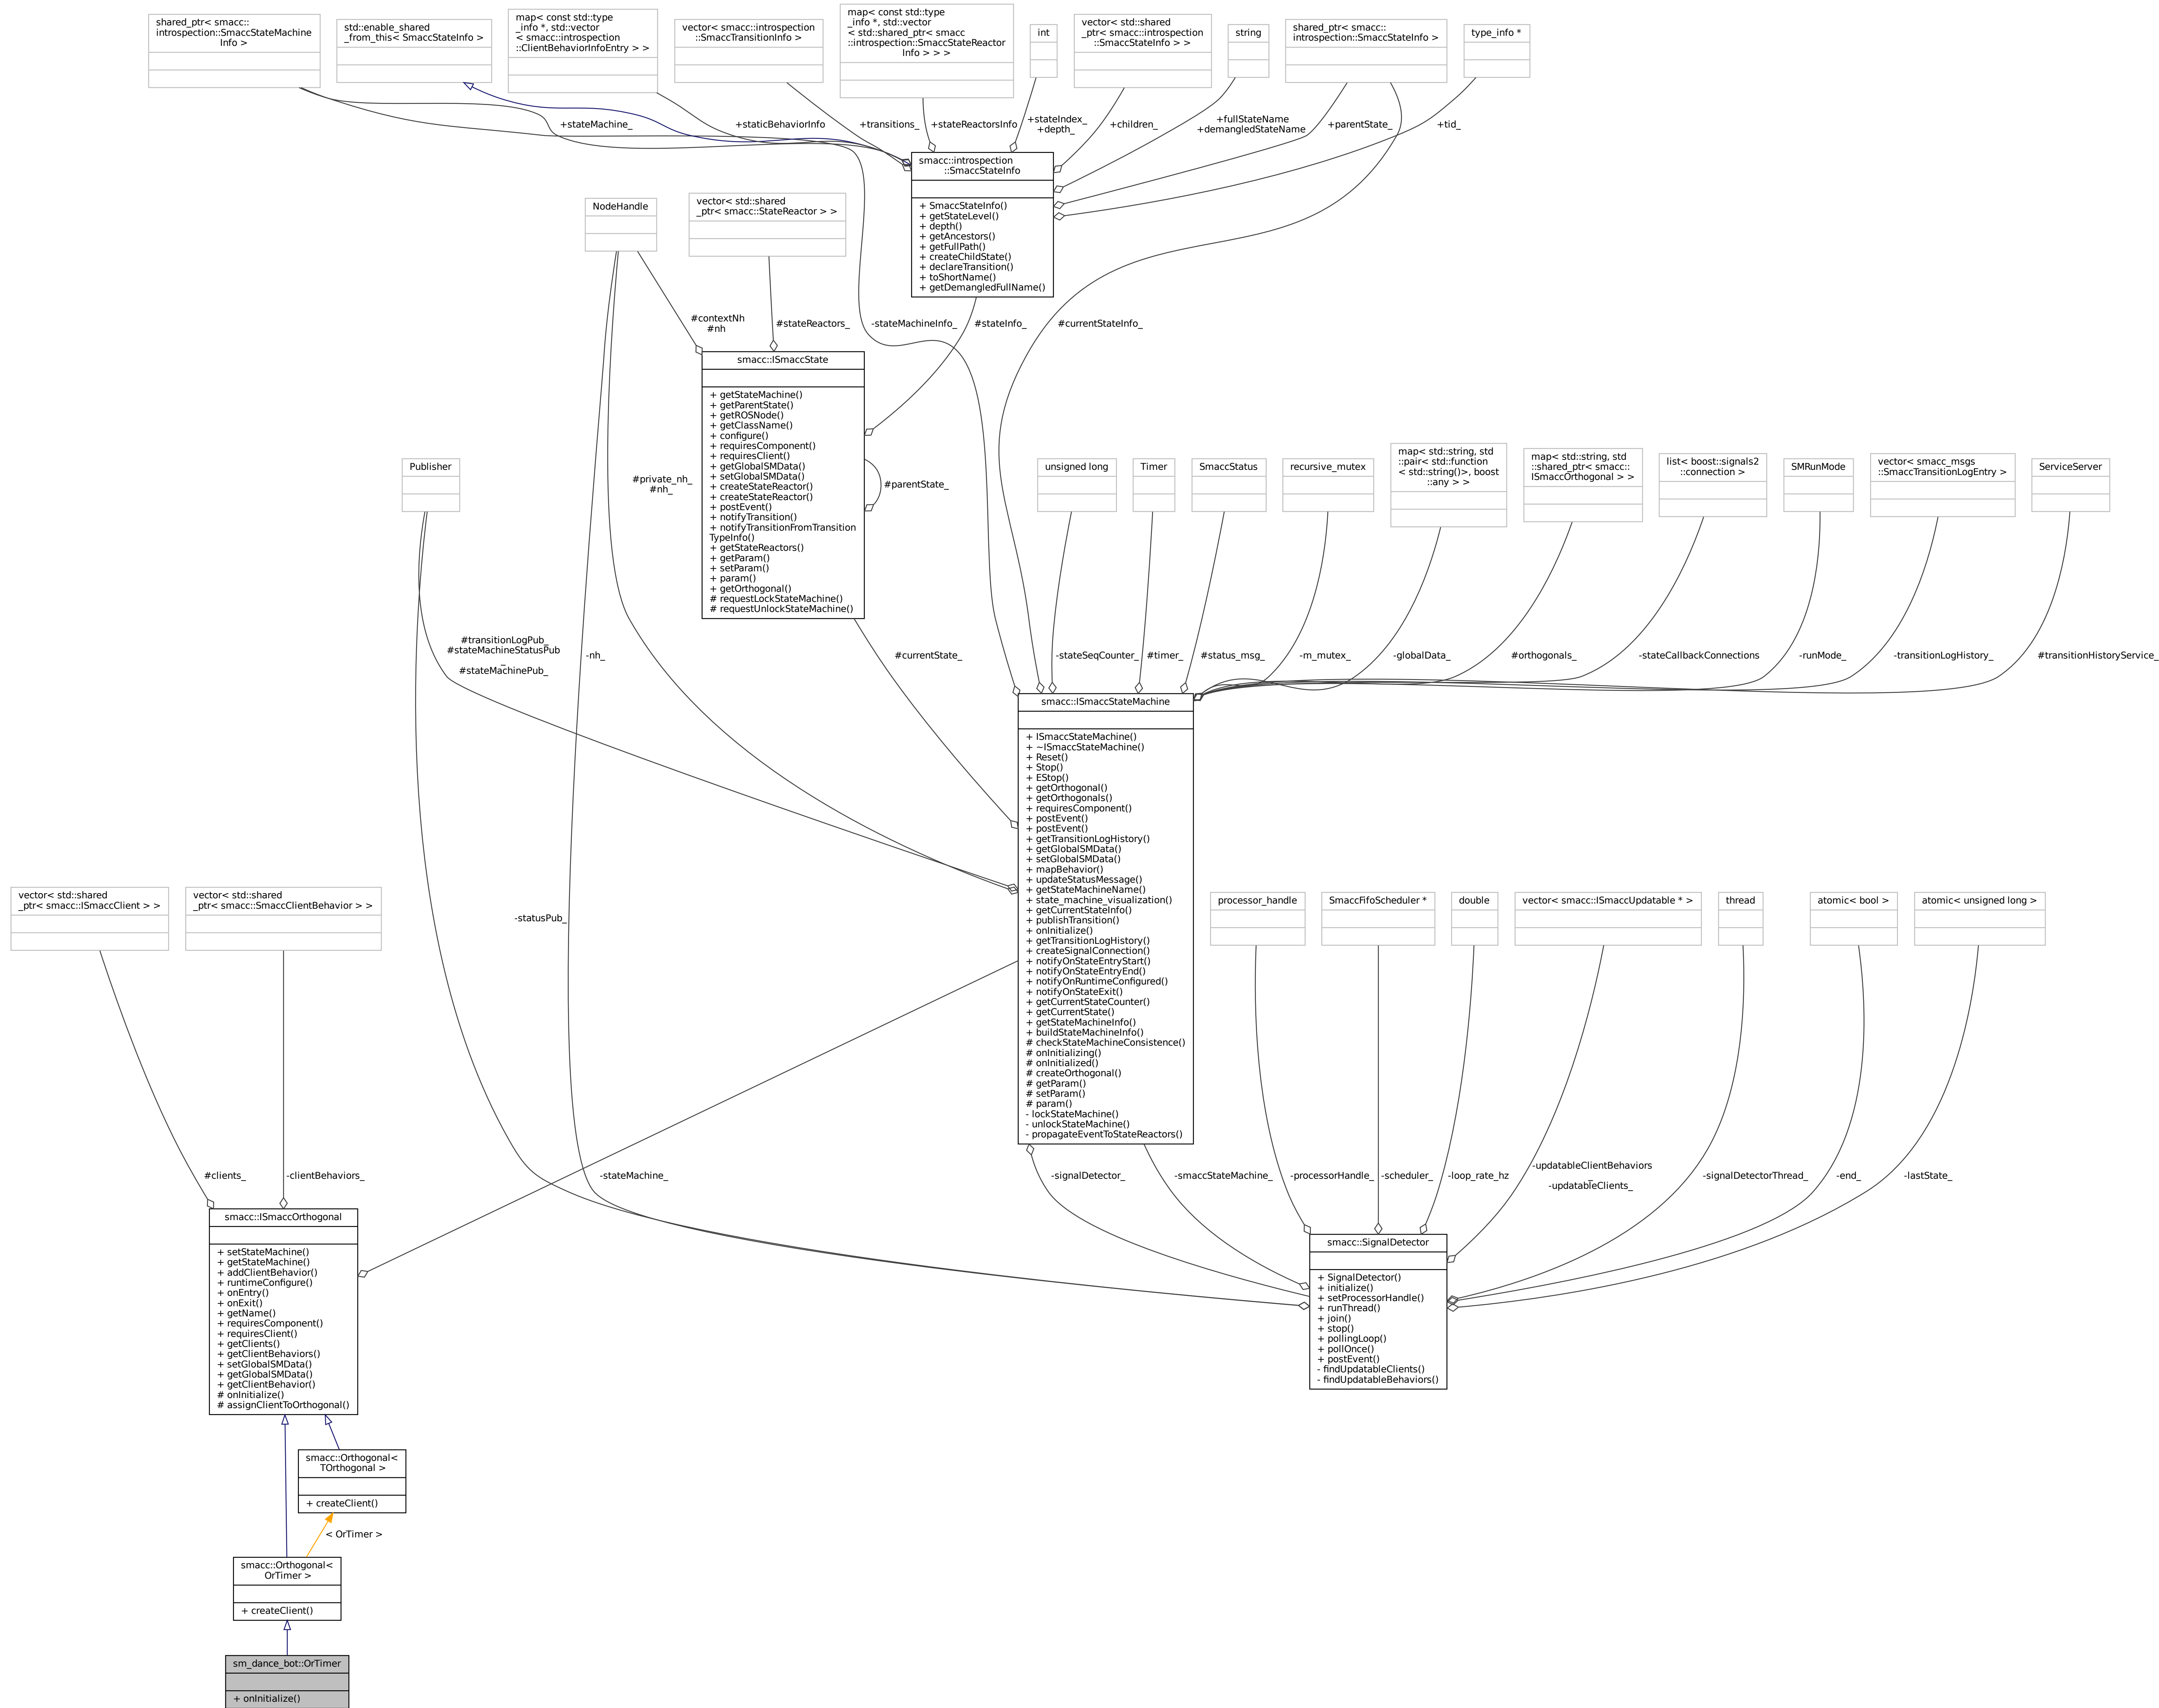 shared_ptr< smacc::
introspection::SmaccStateMachine
Info >
std::enable_shared
_from_this< SmaccStateInfo >
map< const std::type
_info *, std::vector
< smacc::introspection
::ClientBehaviorInfoEntry > >
vector< smacc::introspection
::SmaccTransitionInfo >
map< const std::type
_info *, std::vector
< std::shared_ptr< smacc
::introspection::SmaccStateReactor
Info > > >
int
vector< std::shared
_ptr< smacc::introspection
::SmaccStateInfo > >
string
shared_ptr< smacc::
introspection::SmaccStateInfo >
type_info *
+stateMachine_
+staticBehaviorInfo
+transitions_
+stateReactorsInfo
+stateIndex_
+depth_
+children_
+fullStateName
+demangledStateName
+parentState_
+tid_
smacc::introspection
::SmaccStateInfo
+ SmaccStateInfo()
+ getStateLevel()
+ depth()
+ getAncestors()
+ getFullPath()
+ createChildState()
+ declareTransition()
+ toShortName()
+ getDemangledFullName()
NodeHandle
vector< std::shared
_ptr< smacc::StateReactor > >
#contextNh
#nh
#stateReactors_
-stateMachineInfo_
#stateInfo_
#currentStateInfo_
smacc::ISmaccState
+ getStateMachine()
+ getParentState()
+ getROSNode()
+ getClassName()
+ configure()
+ requiresComponent()
+ requiresClient()
+ getGlobalSMData()
+ setGlobalSMData()
+ createStateReactor()
+ createStateReactor()
+ postEvent()
+ notifyTransition()
+ notifyTransitionFromTransition
TypeInfo()
+ getStateReactors()
+ getParam()
+ setParam()
+ param()
+ getOrthogonal()
# requestLockStateMachine()
# requestUnlockStateMachine()
#parentState_
Publisher
#private_nh_
#nh_
unsigned long
Timer
SmaccStatus
recursive_mutex
map< std::string, std
::pair< std::function
< std::string()>, boost
::any > >
map< std::string, std
::shared_ptr< smacc::
ISmaccOrthogonal > >
list< boost::signals2
::connection >
SMRunMode
vector< smacc_msgs
::SmaccTransitionLogEntry >
ServiceServer
#transitionLogPub_
#stateMachineStatusPub
_
#stateMachinePub_
-nh_
#currentState_
-stateSeqCounter_
#timer_
#status_msg_
-m_mutex_
-globalData_
#orthogonals_
-stateCallbackConnections
-runMode_
-transitionLogHistory_
#transitionHistoryService_
smacc::ISmaccStateMachine
+ ISmaccStateMachine()
+ ~ISmaccStateMachine()
+ Reset()
+ Stop()
+ EStop()
+ getOrthogonal()
+ getOrthogonals()
+ requiresComponent()
+ postEvent()
+ postEvent()
+ getTransitionLogHistory()
+ getGlobalSMData()
+ setGlobalSMData()
+ mapBehavior()
+ updateStatusMessage()
+ getStateMachineName()
+ state_machine_visualization()
+ getCurrentStateInfo()
+ publishTransition()
+ onInitialize()
+ getTransitionLogHistory()
+ createSignalConnection()
+ notifyOnStateEntryStart()
+ notifyOnStateEntryEnd()
+ notifyOnRuntimeConfigured()
+ notifyOnStateExit()
+ getCurrentStateCounter()
+ getCurrentState()
+ getStateMachineInfo()
+ buildStateMachineInfo()
# checkStateMachineConsistence()
# onInitializing()
# onInitialized()
# createOrthogonal()
# getParam()
# setParam()
# param()
- lockStateMachine()
- unlockStateMachine()
- propagateEventToStateReactors()
vector< std::shared
_ptr< smacc::ISmaccClient > >
vector< std::shared
_ptr< smacc::SmaccClientBehavior > >
-statusPub_
processor_handle
SmaccFifoScheduler *
double
vector< smacc::ISmaccUpdatable * >
thread
atomic< bool >
atomic< unsigned long >
#clients_
-clientBehaviors_
-stateMachine_
-signalDetector_
-smaccStateMachine_
-processorHandle_
-scheduler_
-loop_rate_hz
-updatableClientBehaviors
_
-updatableClients_
-signalDetectorThread_
-end_
-lastState_
smacc::ISmaccOrthogonal
+ setStateMachine()
+ getStateMachine()
+ addClientBehavior()
+ runtimeConfigure()
+ onEntry()
+ onExit()
+ getName()
+ requiresComponent()
+ requiresClient()
+ getClients()
+ getClientBehaviors()
+ setGlobalSMData()
+ getGlobalSMData()
+ getClientBehavior()
# onInitialize()
# assignClientToOrthogonal()
smacc::SignalDetector
+ SignalDetector()
+ initialize()
+ setProcessorHandle()
+ runThread()
+ join()
+ stop()
+ pollingLoop()
+ pollOnce()
+ postEvent()
- findUpdatableClients()
- findUpdatableBehaviors()
smacc::Orthogonal<
TOrthogonal >
+ createClient()
< OrTimer >
smacc::Orthogonal<
OrTimer >
+ createClient()
sm_dance_bot::OrTimer
+ onInitialize()